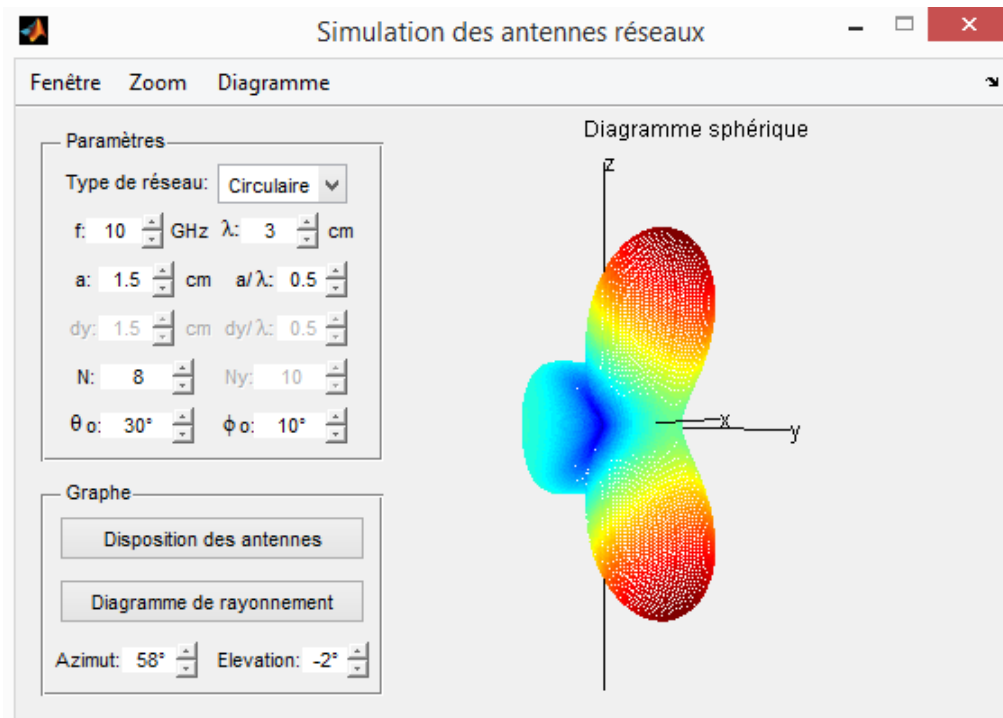 Simulation des antennes réseaux
Fenêtre Zoom Diagramme
Paramètres
Type de réseau: Circulaire
f: 10 GHz λ: 3 cm
a: 1.5 cm a/λ: 0.5
dy: 1.5 cm dy/λ: 0.5
N: 8 Ny: 10
θo: 30° ϕo: 10°
Graphe
Disposition des antennes
Diagramme de rayonnement
Azimut: 58° Elevation: -2°
Diagramme sphérique
z
x
y